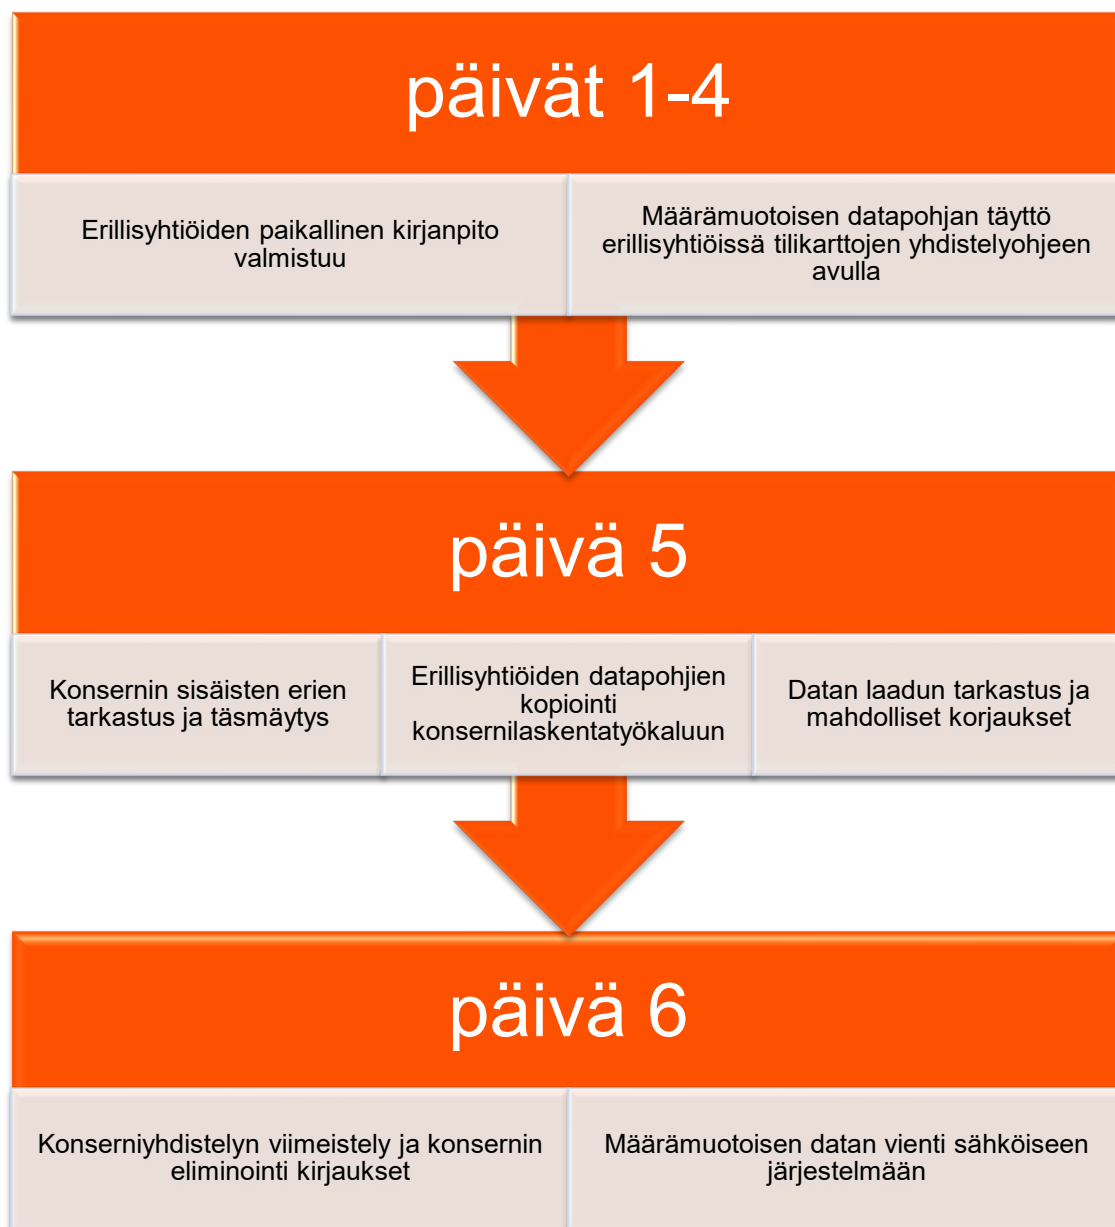 päivät 1-4
Erillisyhtiöiden paikallinen kirjanpito
valmistuu
Määrämuotoisen datapohjan täyttö
erillisyhtiöissä tilikarttojen yhdistelyohjeen
avulla
päivä 5
Konsernin sisäisten erien
tarkastus ja täsmäytys
Erillisyhtiöiden datapohjien
kopiointi
konsernilaskentatyökaluun
Datan laadun tarkastus ja
mahdolliset korjaukset
päivä 6
Konserniyhdistelyn viimeistely ja konsernin
eliminointi kirjaukset
Määrämuotoisen datan vienti sähköiseen
järjestelmään